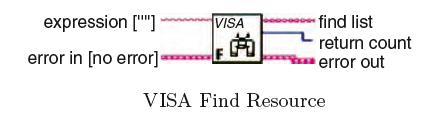 expression [""]
VISA
find list
return count
error in [no error]
F
error out
VISA Find Resource